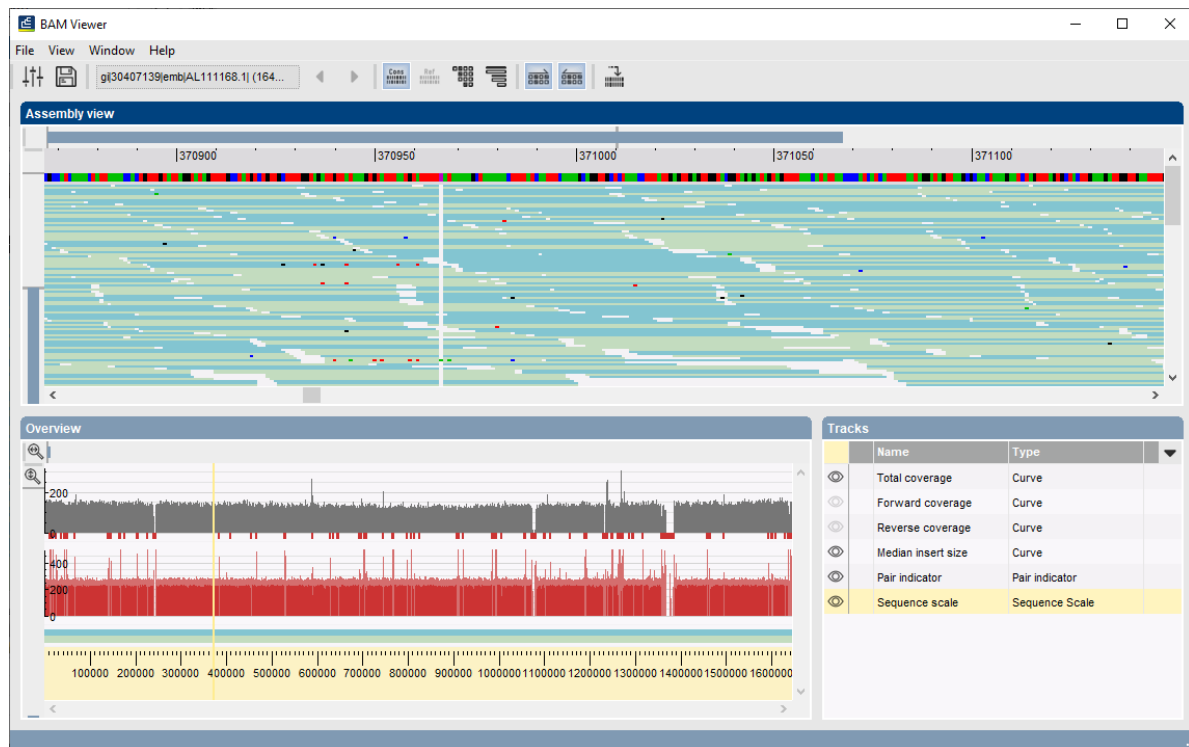 BAM Viewer
File View Window Help
gi|30407139|emb|AL111168.1| (164... Cons Ref
Assembly view
370900 370950 371000 371050 371100
Overview
200
0
400
200
0
100000 200000 300000 400000 500000 600000 700000 800000 900000 1000000 1100000 1200000 1300000 1400000 1500000 1600000
Tracks
Name Type
Total coverage Curve
Forward coverage Curve
Reverse coverage Curve
Median insert size Curve
Pair indicator Pair indicator
Sequence scale Sequence Scale